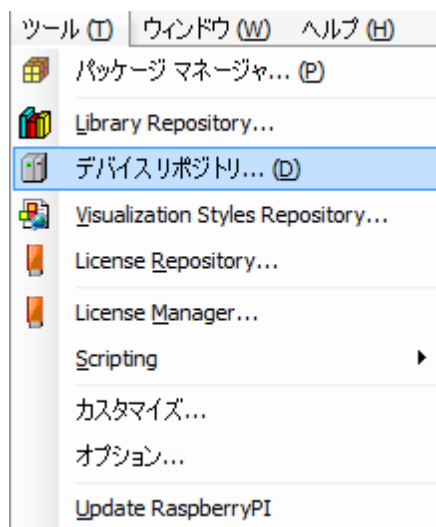 ツール (T) ウィンドウ (W) ヘルプ (H)
パッケージ マネージャ... (P)
Library Repository...
デバイス リポジトリ... (D)
Visualization Styles Repository...
License Repository...
License Manager...
Scripting
カスタマイズ...
オプション...
Update RaspberryPI